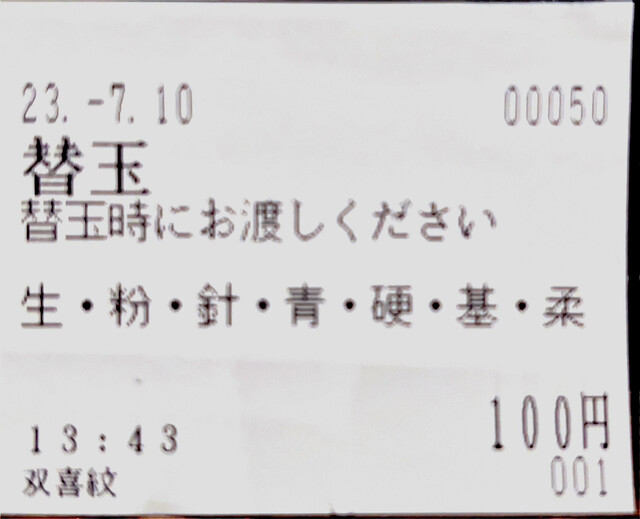 23.-7.10 00050
替玉
替玉時にお渡しください
生・粉・針・青・硬・基・柔
100円
13:43
双喜紋 001